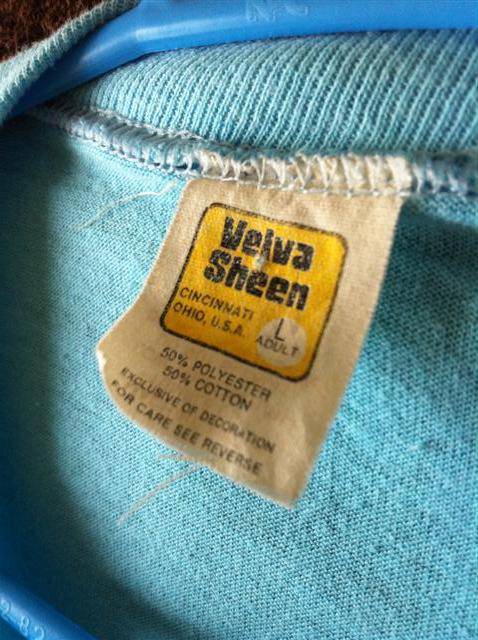 Velva
Sheen
CINCINNATI
OHIO, U.S.A.
L
ADULT
50% POLYESTER
50% COTTON
EXCLUSIVE OF DECORATION
FOR CARE SEE REVERSE